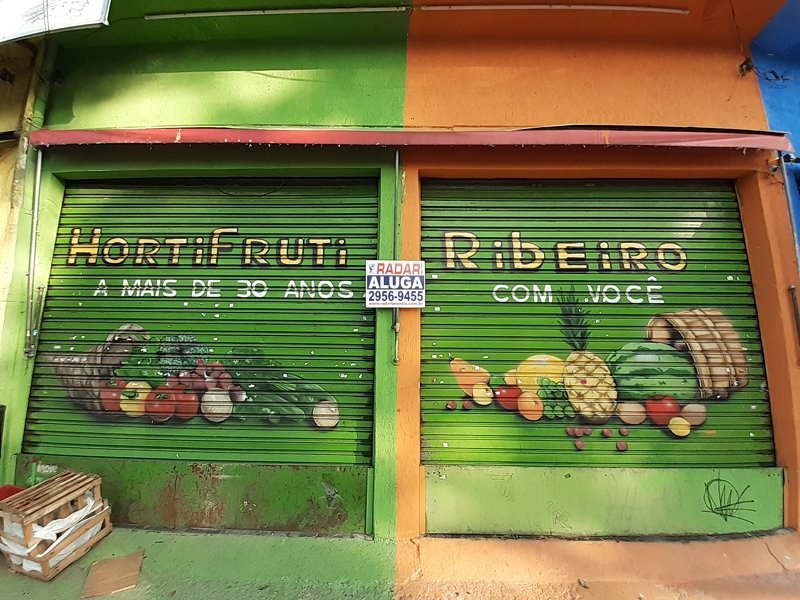 HORTIFRUTI RIBEIRO
A MAIS DE 30 ANOS COM VOCÊ
RADAR
ALUGA
2956-9455